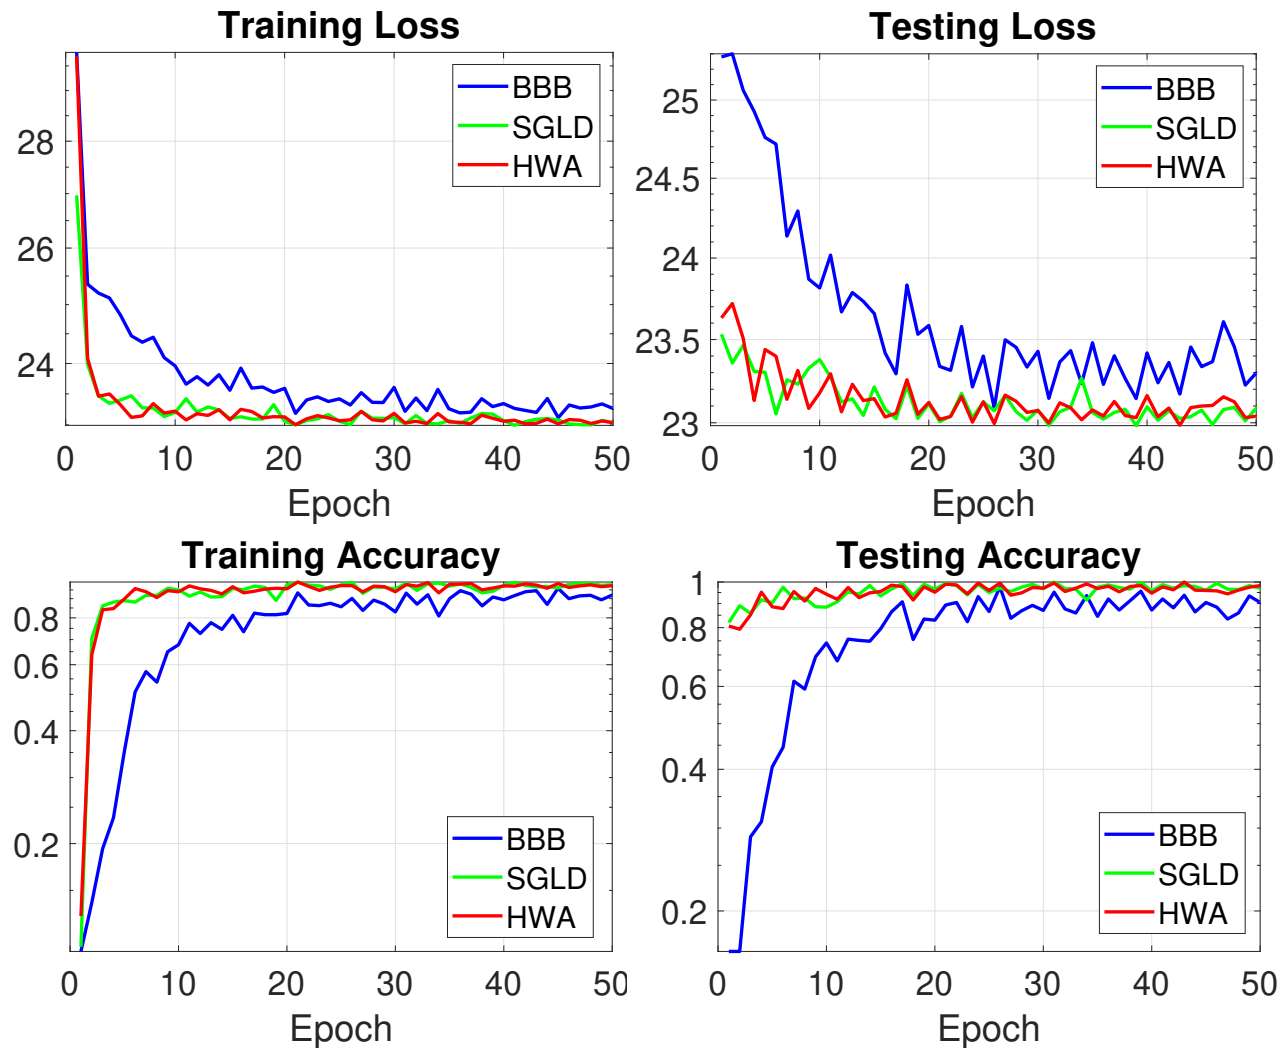 Training Loss
28
26
24
0 10 20 30 40 50
Epoch
BBB
SGLD
HWA
Testing Loss
25
24.5
24
23.5
23
0 10 20 30 40 50
Epoch
BBB
SGLD
HWA
Training Accuracy
0.8
0.6
0.4
0.2
0 10 20 30 40 50
Epoch
BBB
SGLD
HWA
Testing Accuracy
1
0.8
0.6
0.4
0.2
0 10 20 30 40 50
Epoch
BBB
SGLD
HWA